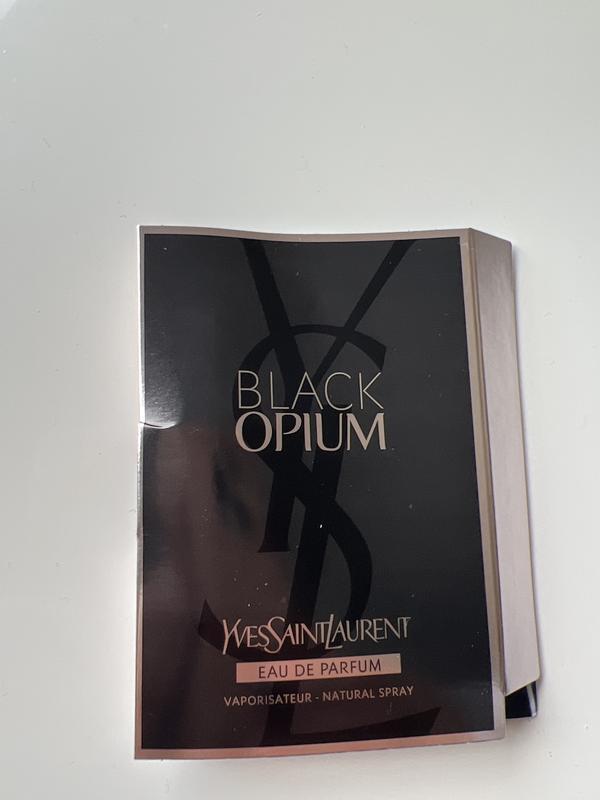 BLACK
OPIUM
YVESSAINTLAURENT
EAU DE PARFUM
VAPORISATEUR - NATURAL SPRAY